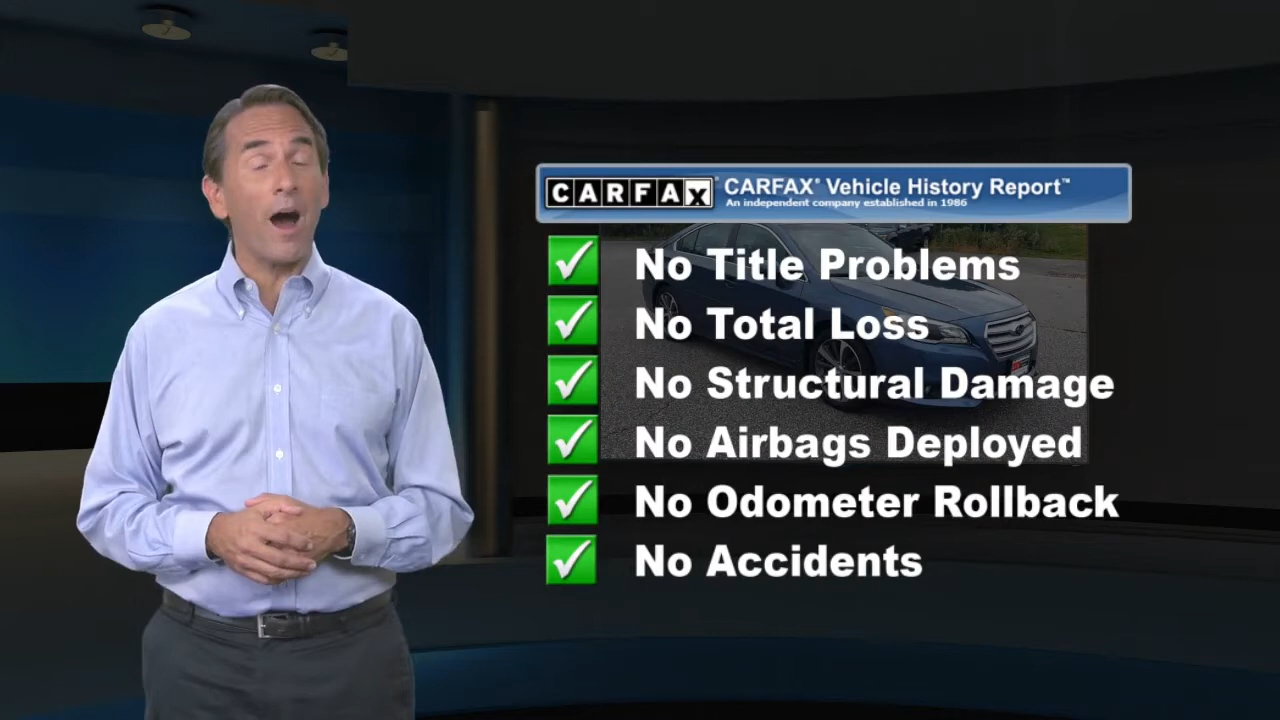 CARFAX CARFAX® Vehicle History Report™
An independent company established in 1986
No Title Problems
No Total Loss
No Structural Damage
No Airbags Deployed
No Odometer Rollback
No Accidents